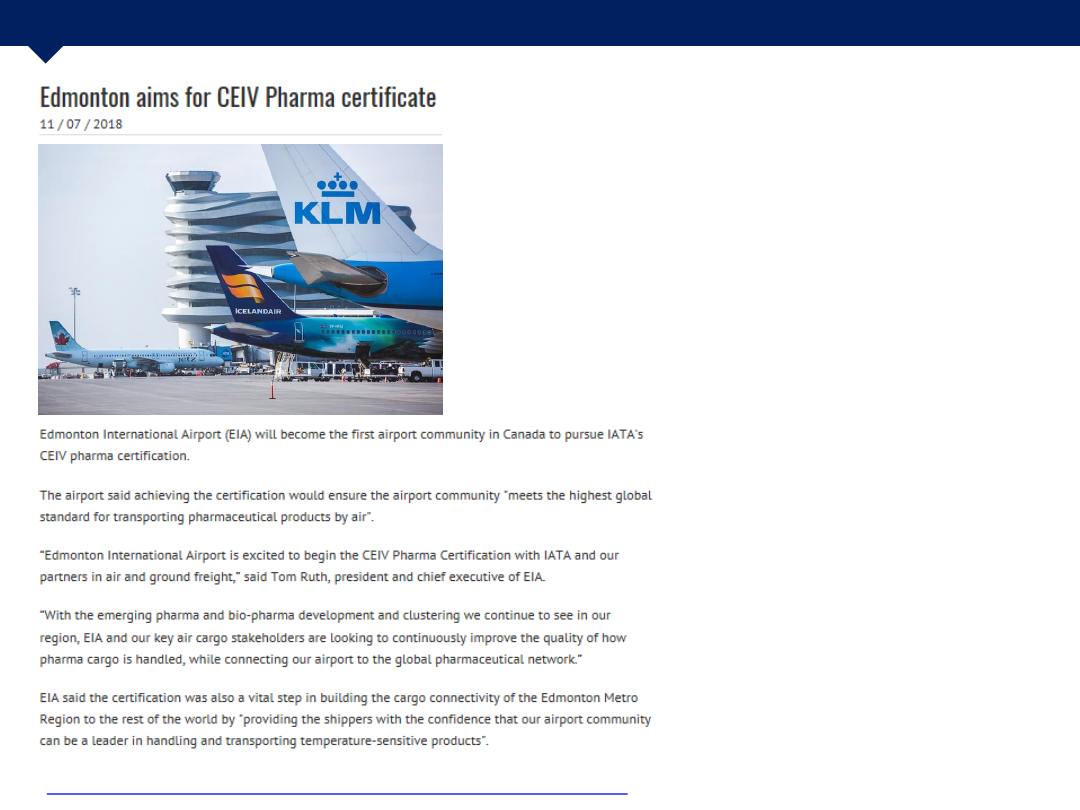 Edmonton aims for CEIV Pharma certificate
11 / 07 / 2018
KLM
ICELANDAIR
Edmonton International Airport (EIA) will become the first airport community in Canada to pursue IATA's
CEIV pharma certification.
The airport said achieving the certification would ensure the airport community "meets the highest global
standard for transporting pharmaceutical products by air".
"Edmonton International Airport is excited to begin the CEIV Pharma Certification with IATA and our
partners in air and ground freight," said Tom Ruth, president and chief executive of EIA.
"With the emerging pharma and bio-pharma development and clustering we continue to see in our
region, EIA and our key air cargo stakeholders are looking to continuously improve the quality of how
pharma cargo is handled, while connecting our airport to the global pharmaceutical network."
EIA said the certification was also a vital step in building the cargo connectivity of the Edmonton Metro
Region to the rest of the world by "providing the shippers with the confidence that our airport community
can be a leader in handling and transporting temperature-sensitive products".